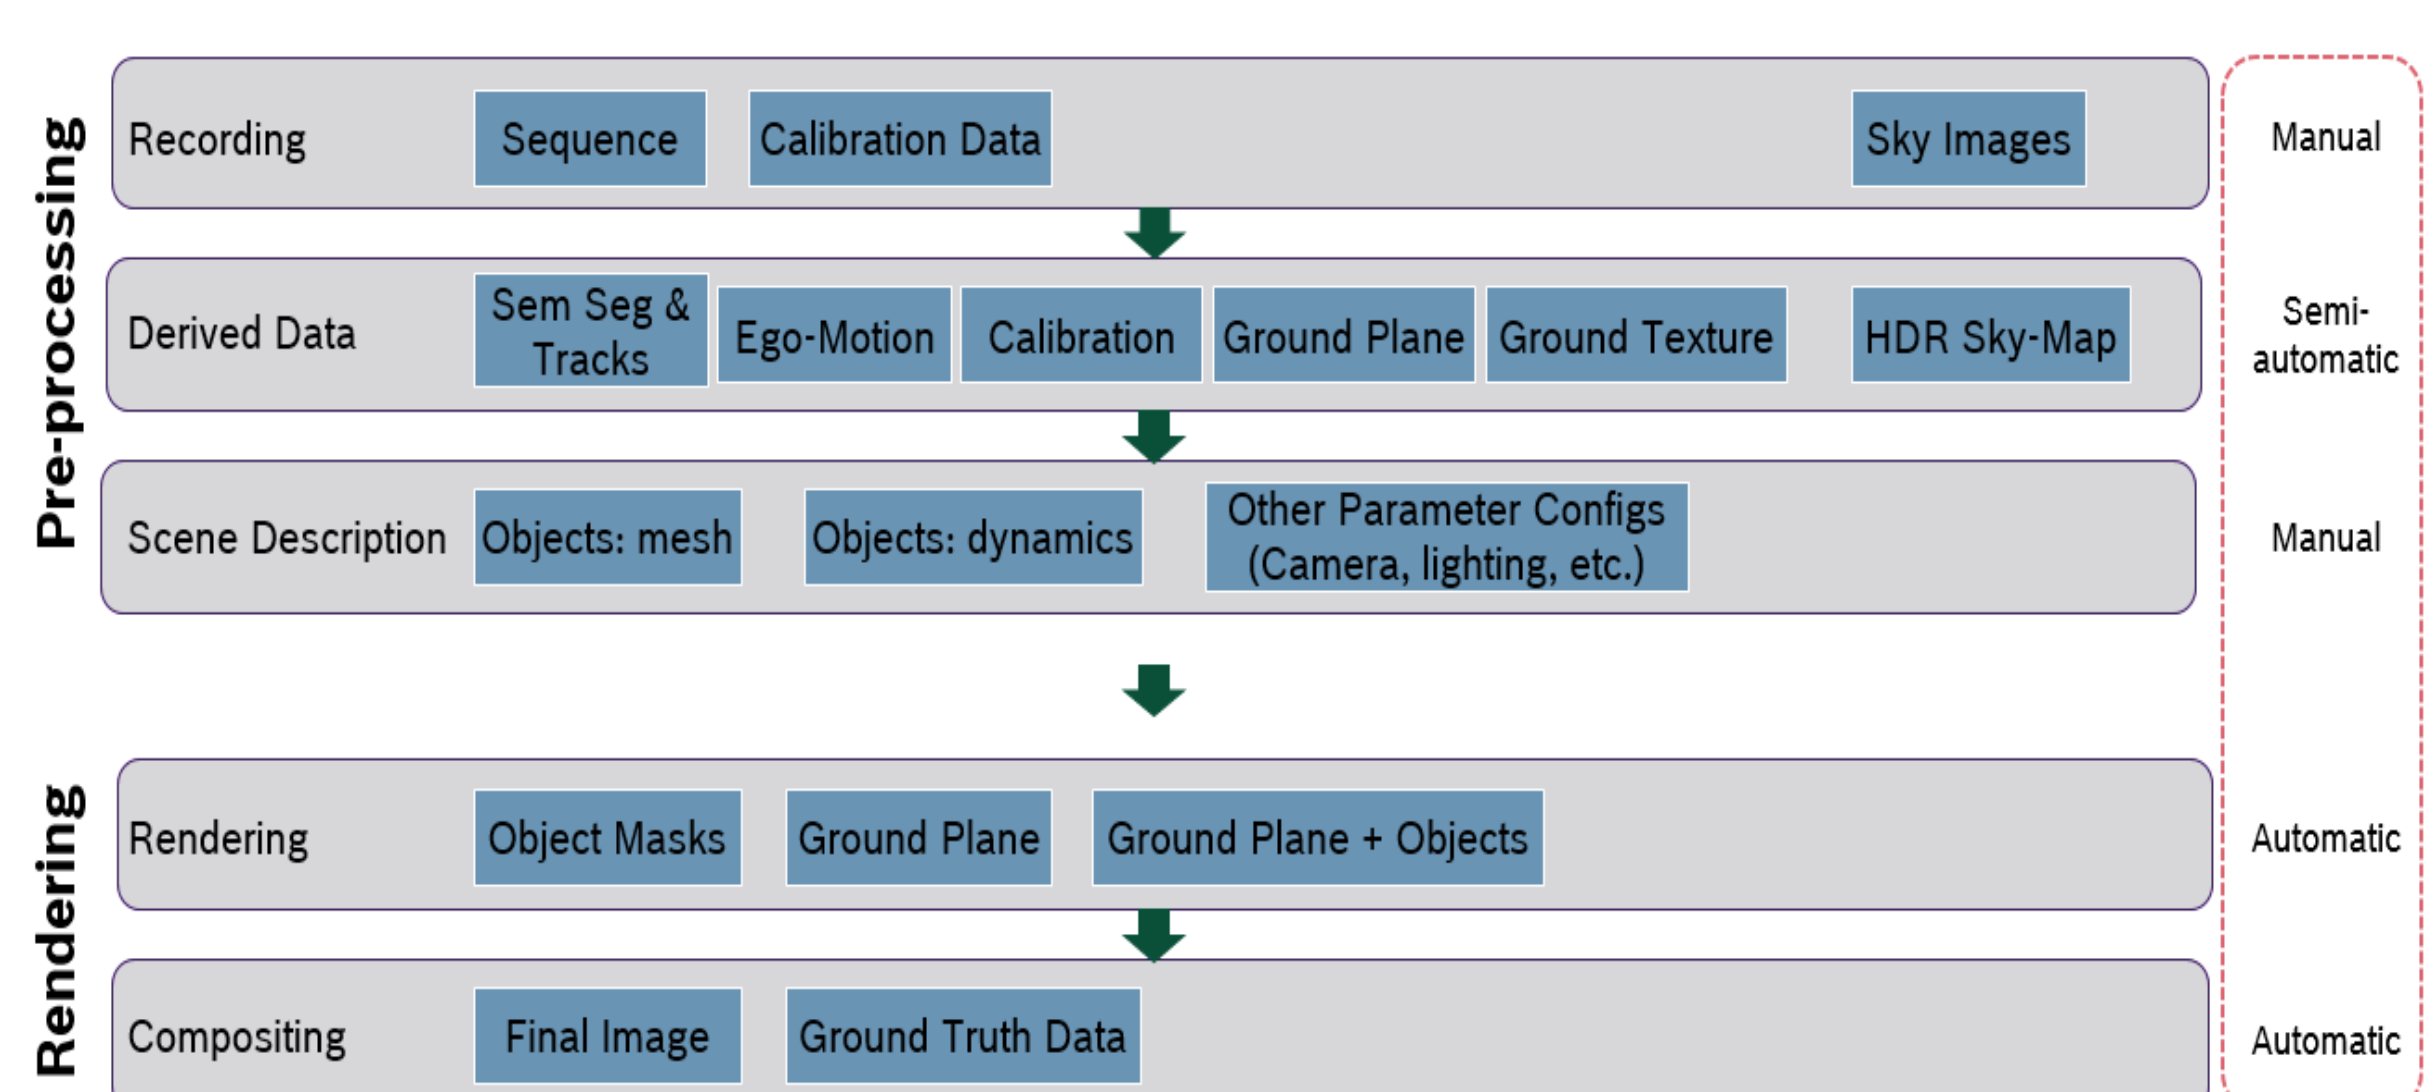 Pre-processing
Recording
Sequence
Calibration Data
Sky Images
Manual
Derived Data
Sem Seg &
Tracks
Ego-Motion
Calibration
Ground Plane
Ground Texture
HDR Sky-Map
Semi-
automatic
Scene Description
Objects: mesh
Objects: dynamics
Other Parameter Configs
(Camera, lighting, etc.)
Manual
Rendering
Rendering
Object Masks
Ground Plane
Ground Plane + Objects
Automatic
Compositing
Final Image
Ground Truth Data
Automatic